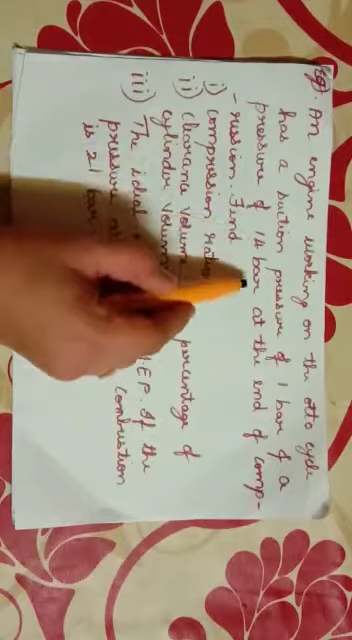 Q). An engine working on the otto cycle
has a suction pressure of 1 bar & a
pressure of 14 bar at the end of comp-
-ression. Find
i) compression ratio
ii) Clearance volume percentage of
cylinder volume
iii) The ideal M.E.P. If the
pressure combustion
is 21 bar